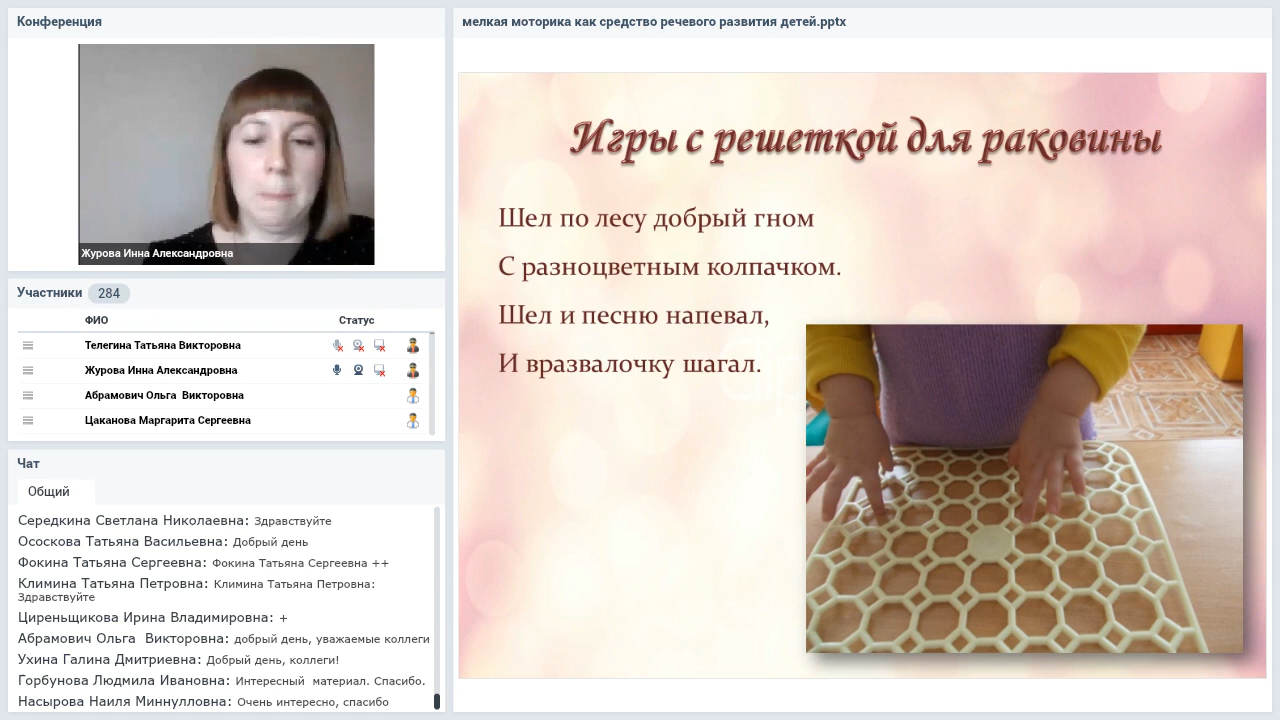 Конференция
Журова Инна Александровна
Участники 284
ФИО Статус
Телегина Татьяна Викторовна
Журова Инна Александровна
Абрамович Ольга  Викторовна
Цаканова Маргарита Сергеевна
Чат
Общий
Середкина Светлана Николаевна: Здравствуйте
Ососкова Татьяна Васильевна: Добрый день
Фокина Татьяна Сергеевна: Фокина Татьяна Сергеевна ++
Климина Татьяна Петровна: Климина Татьяна Петровна:
Здравствуйте
Циреньщикова Ирина Владимировна: +
Абрамович Ольга  Викторовна: добрый день, уважаемые коллеги
Ухина Галина Дмитриевна: Добрый день, коллеги!
Горбунова Людмила Ивановна: Интересный  материал. Спасибо.
Насырова Наиля Миннулловна: Очень интересно, спасибо
мелкая моторика как средство речевого развития детей.pptx
Игры с решеткой для раковины
Шел по лесу добрый гном
С разноцветным колпачком.
Шел и песню напевал,
И вразвалочку шагал.